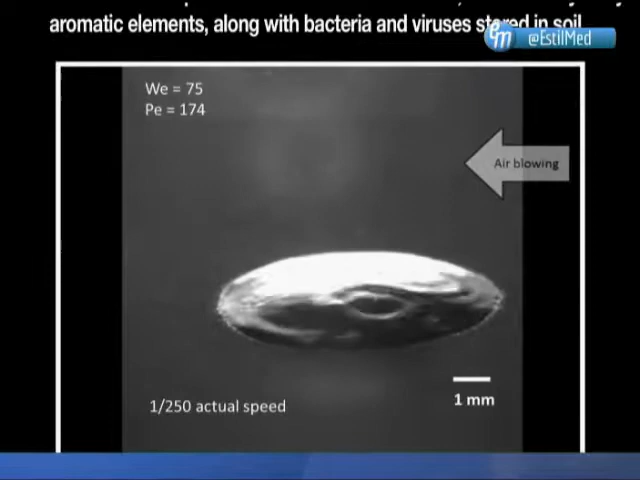 aromatic elements, along with bacteria and viruses stored in soil
em @EstilMed
We = 75
Pe = 174
Air blowing
1/250 actual speed
1 mm